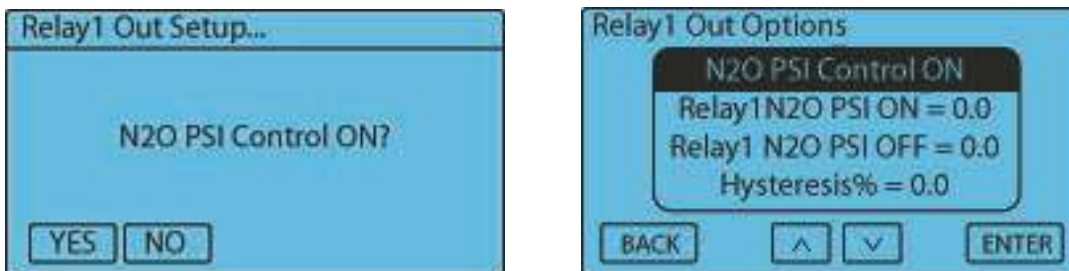 Relay1 Out Setup...
N2O PSI Control ON?
YES NO
Relay1 Out Options
N2O PSI Control ON
Relay1N2O PSI ON = 0.0
Relay1 N2O PSI OFF = 0.0
Hysteresis% = 0.0
BACK ENTER